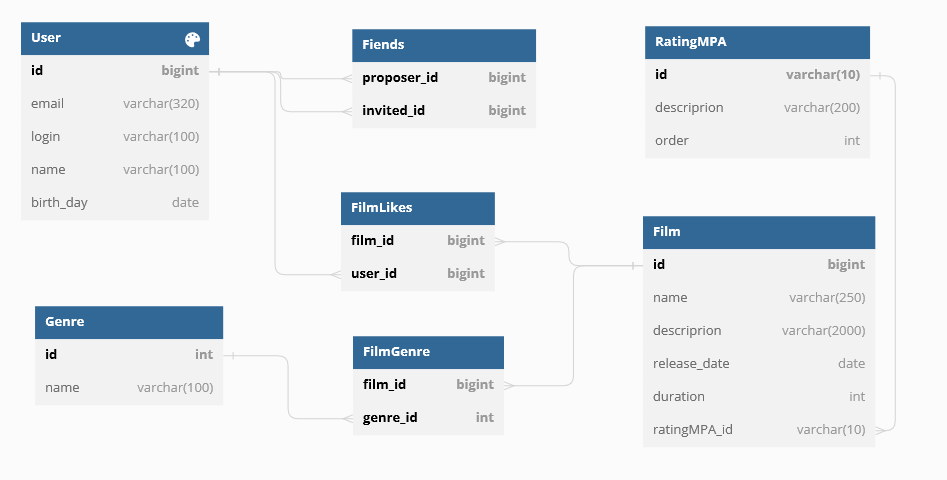 User
id bigint
email varchar(320)
login varchar(100)
name varchar(100)
birth_day date
Fiends
proposer_id bigint
invited_id bigint
RatingMPA
id varchar(10)
descriprion varchar(200)
order int
FilmLikes
film_id bigint
user_id bigint
Film
id bigint
name varchar(250)
descriprion varchar(2000)
release_date date
duration int
ratingMPA_id varchar(10)
Genre
id int
name varchar(100)
FilmGenre
film_id bigint
genre_id int